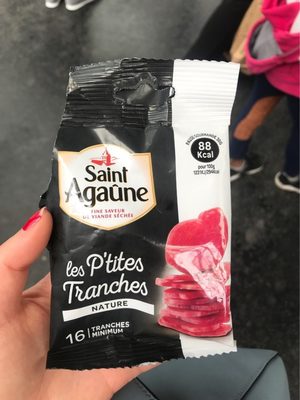 88
Kcal
Saint
Agaûne
FINE SAVEUR
DE VIANDE SÉCHÉE
les P'tites
Tranches
NATURE
16 TRANCHES
MINIMUM